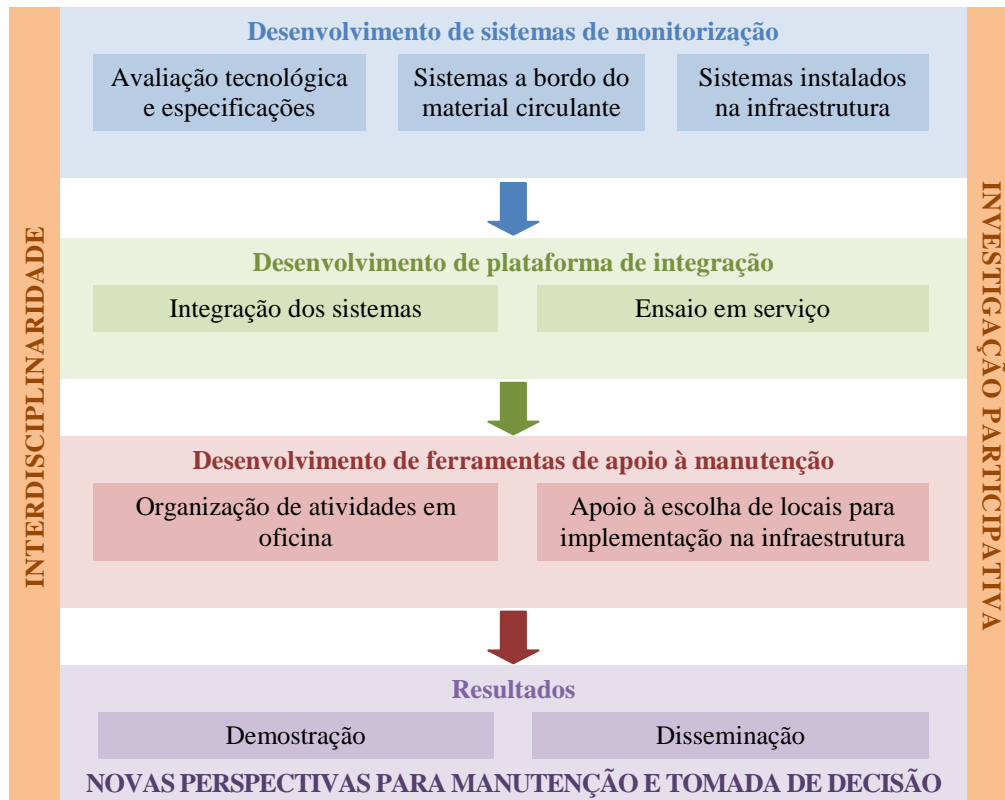 INTERDISCIPLINARIDADE
Desenvolvimento de sistemas de monitorização
Avaliação tecnológica
e especificações
Sistemas a bordo do
material circulante
Sistemas instalados
na infraestrutura
Desenvolvimento de plataforma de integração
Integração dos sistemas
Ensaio em serviço
Desenvolvimento de ferramentas de apoio à manutenção
Organização de atividades em
oficina
Apoio à escolha de locais para
implementação na infraestrutura
Resultados
Demostração
Disseminação
NOVAS PERSPECTIVAS PARA MANUTENÇÃO E TOMADA DE DECISÃO
INVESTIGAÇÃO PARTICIPATIVA